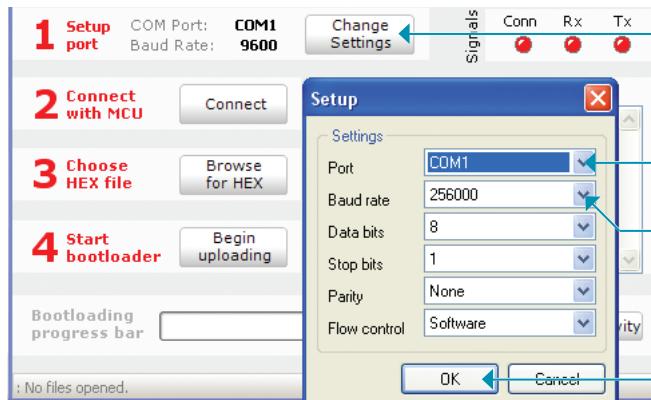 1 Setup port
COM Port: COM1
Baud Rate: 9600
Change Settings
Signals
Conn Rx Tx
2 Connect with MCU
Connect
3 Choose HEX file
Browse for HEX
4 Start bootloader
Begin uploading
Bootloading progress bar
: No files opened.
Setup
Settings
Port COM1
Baud rate 256000
Data bits 8
Stop bits 1
Parity None
Flow control Software
OK Cancel